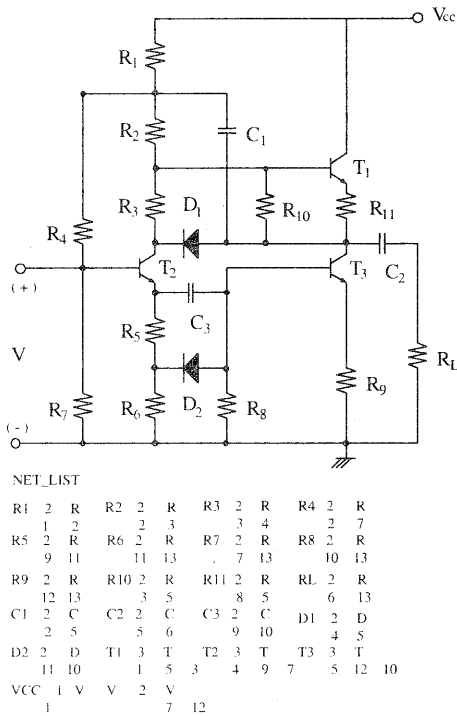 Vcc
R1
R2
C1
T1
R3
D1
R10
R11
R4
T2
T3
C2
(+)
C3
R5
V
RL
R9
R7
R6
D2
R8
(-)
NET_LIST
R1 2 R R2 2 R R3 2 R R4 2 R
1 2 2 3 3 4 2 7
R5 2 R R6 2 R R7 2 R R8 2 R
9 11 11 13 7 13 10 13
R9 2 R R10 2 R R11 2 R RL 2 R
12 13 3 5 8 5 6 13
C1 2 C C2 2 C C3 2 C D1 2 D
2 5 5 6 9 10 4 5
D2 2 D T1 3 T T2 3 T T3 3 T
11 10 1 5 3 4 9 7 5 12 10
VCC 1 V V 2 V
1 7 12